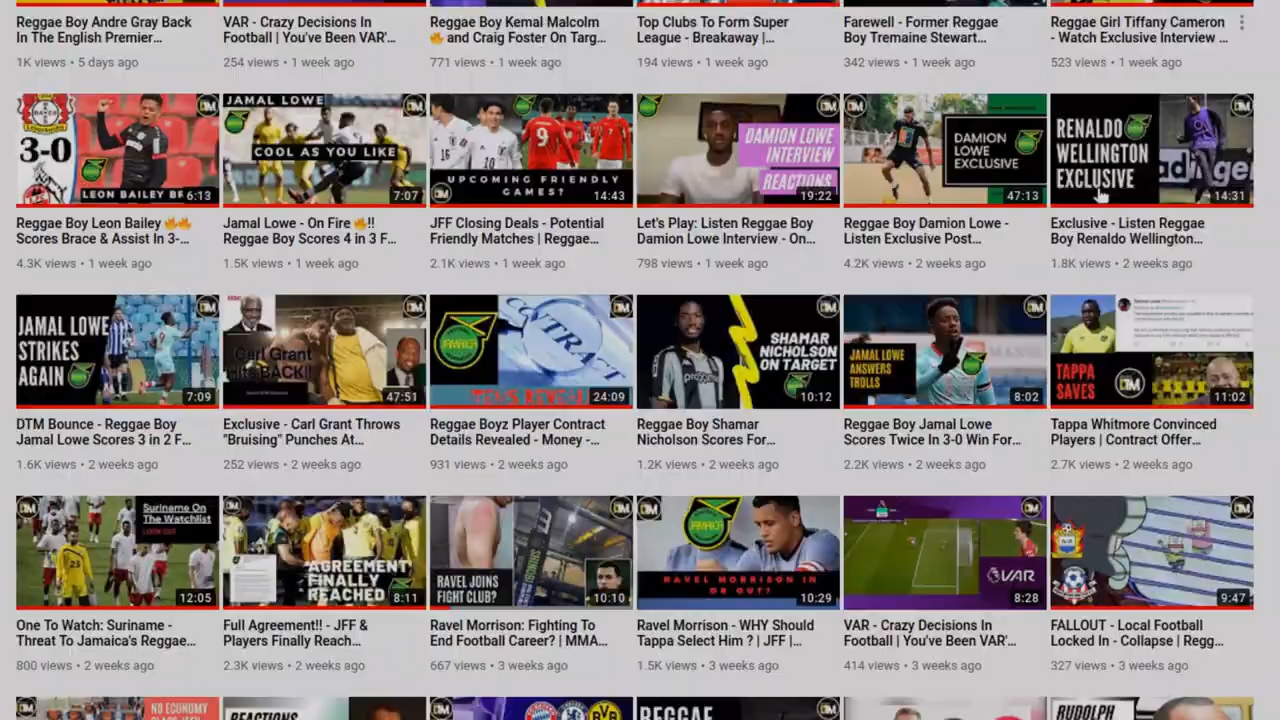 Reggae Boy Andre Gray Back
In The English Premier...
1K views • 5 days ago
VAR - Crazy Decisions In
Football | You've Been VAR'...
254 views • 1 week ago
Reggae Boy Kemal Malcolm
🔥 and Craig Foster On Targ...
771 views • 1 week ago
Top Clubs To Form Super
League - Breakaway |...
194 views • 1 week ago
Farewell - Former Reggae
Boy Tremaine Stewart...
342 views • 1 week ago
Reggae Girl Tiffany Cameron
- Watch Exclusive Interview ...
523 views • 1 week ago
3-0
LEON BAILEY BF
6:13
JAMAL LOWE
COOL AS YOU LIKE
7:07
16
10
9
UPCOMING FRIENDLY
GAMES?
14:43
DAMION LOWE
INTERVIEW
REACTIONS
19:22
DAMION
LOWE
EXCLUSIVE
47:13
RENALDO
WELLINGTON
EXCLUSIVE
14:31
Reggae Boy Leon Bailey 🔥🔥
Scores Brace & Assist In 3-...
4.3K views • 1 week ago
Jamal Lowe - On Fire 🔥!!
Reggae Boy Scores 4 in 3 F...
1.5K views • 1 week ago
JFF Closing Deals - Potential
Friendly Matches | Reggae...
2.1K views • 1 week ago
Let's Play: Listen Reggae Boy
Damion Lowe Interview - On...
798 views • 1 week ago
Reggae Boy Damion Lowe -
Listen Exclusive Post...
4.2K views • 2 weeks ago
Exclusive - Listen Reggae
Boy Renaldo Wellington...
1.8K views • 2 weeks ago
JAMAL LOWE
STRIKES
AGAIN
7:09
Carl Grant
Hits BACK!!
47:51
JAMAICA
24:09
SHAMAR
NICHOLSON
ON TARGET
10:12
JAMAL LOWE
ANSWERS
TROLLS
8:02
TAPPA
SAVES
11:02
DTM Bounce - Reggae Boy
Jamal Lowe Scores 3 in 2 F...
1.6K views • 2 weeks ago
Exclusive - Carl Grant Throws
"Bruising" Punches At...
252 views • 2 weeks ago
Reggae Boyz Player Contract
Details Revealed - Money -...
931 views • 2 weeks ago
Reggae Boy Shamar
Nicholson Scores For...
1.2K views • 2 weeks ago
Reggae Boy Jamal Lowe
Scores Twice In 3-0 Win For...
2.2K views • 2 weeks ago
Tappa Whitmore Convinced
Players | Contract Offer...
2.7K views • 2 weeks ago
Suriname On
The Watchlist
23
12:05
AGREEMENT
FINALLY
REACHED
8:11
RAVEL JOINS
FIGHT CLUB?
10:10
JAMAICA
RAVEL MORRISON IN
OR OUT?
10:29
VAR
8:28
9:47
One To Watch: Suriname -
Threat To Jamaica's Reggae...
800 views • 2 weeks ago
Full Agreement!! - JFF &
Players Finally Reach...
2.3K views • 2 weeks ago
Ravel Morrison: Fighting To
End Football Career? | MMA...
667 views • 3 weeks ago
Ravel Morrison - WHY Should
Tappa Select Him ? | JFF |...
1.5K views • 3 weeks ago
VAR - Crazy Decisions In
Football | You've Been VAR'...
414 views • 3 weeks ago
FALLOUT - Local Football
Locked In - Collapse | Regg...
327 views • 3 weeks ago
NO ECONOMY
REACTIONS
REGGAE
RUDOLPH